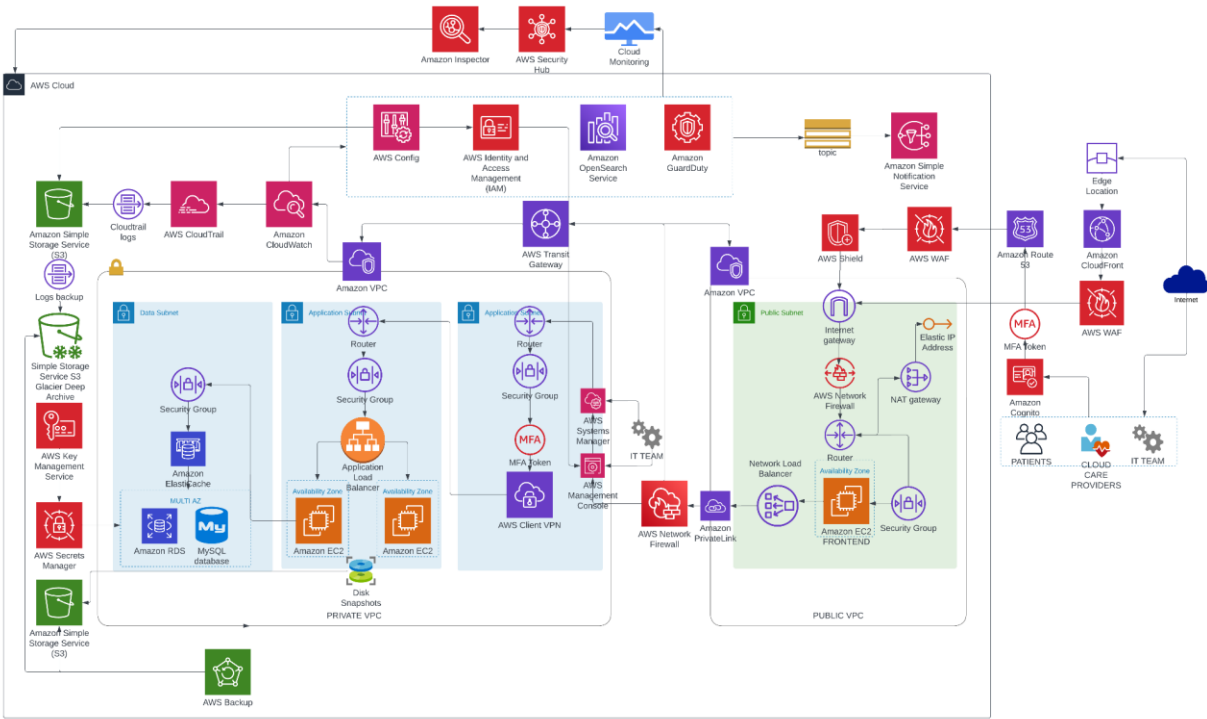 Amazon Inspector
AWS Security
Hub
Cloud
Monitoring
AWS Cloud
AWS Config
AWS Identity and
Access
Management
(IAM)
Amazon
OpenSearch
Service
Amazon
GuardDuty
topic
Amazon Simple
Notification
Service
Edge
Location
Amazon Simple
Storage Service
(S3)
Cloudtrail
logs
AWS CloudTrail
Amazon
CloudWatch
AWS Transit
Gateway
AWS Shield
AWS WAF
53
Amazon Route
53
Amazon
CloudFront
Internet
Logs backup
Amazon VPC
Amazon VPC
Data Subnet
Application Subnet
Application Subnet
Public Subnet
Router
Router
Internet
gateway
Elastic IP
Address
MFA
MFA Token
AWS WAF
Simple Storage
Service S3
Glacier Deep
Archive
Security Group
Security Group
Security Group
AWS Network
Firewall
NAT gateway
Amazon
Cognito
AWS Key
Management
Service
Amazon
ElastiCache
Application
Load
Balancer
MFA
MFA Token
AWS
Systems
Manager
IT TEAM
AWS
Management
Console
Router
Network Load
Balancer
PATIENTS
CLOUD
CARE
PROVIDERS
IT TEAM
MULTI AZ
Availability Zone
Availability Zone
Availability Zone
My
AWS Secrets
Manager
Amazon RDS
MySQL
database
Amazon EC2
Amazon EC2
AWS Client VPN
AWS Network
Firewall
Amazon
PrivateLink
Amazon EC2
FRONTEND
Security Group
Disk
Snapshots
PRIVATE VPC
PUBLIC VPC
Amazon Simple
Storage Service
(S3)
AWS Backup